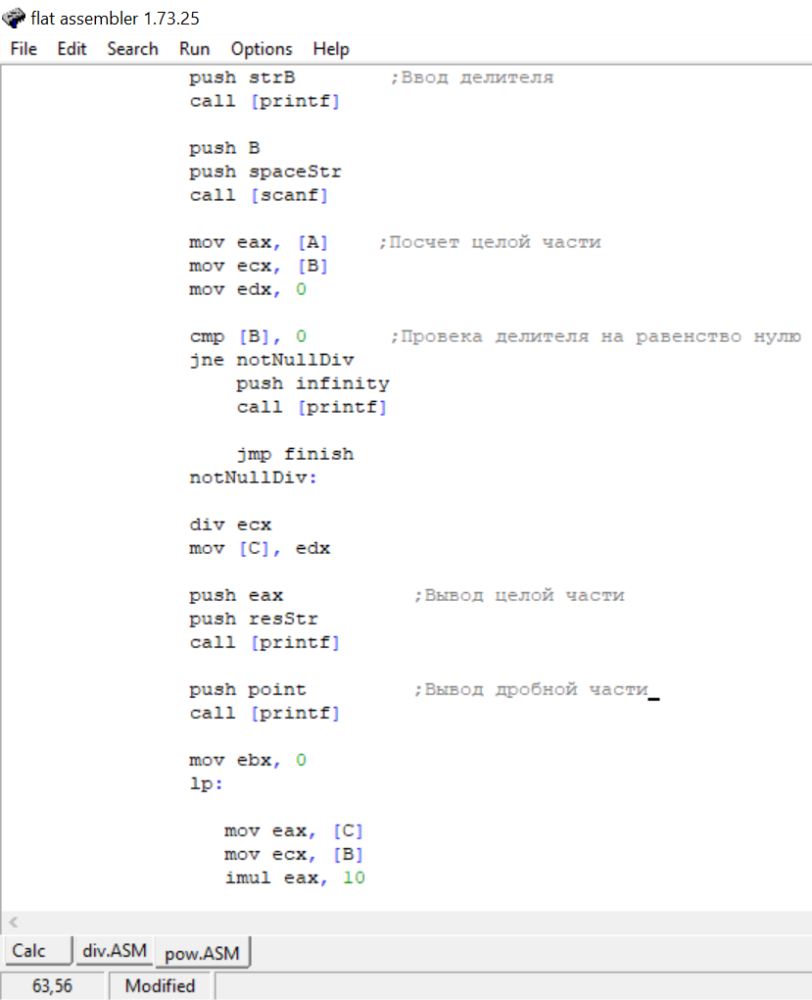 flat assembler 1.73.25
File Edit Search Run Options Help
push strB ;Ввод делителя
call [printf]
push B
push spaceStr
call [scanf]
mov eax, [A] ;Посчет целой части
mov ecx, [B]
mov edx, 0
cmp [B], 0 ;Провека делителя на равенство нулю
jne notNullDiv
push infinity
call [printf]
jmp finish
notNullDiv:
div ecx
mov [C], edx
push eax ;Вывод целой части
push resStr
call [printf]
push point ;Вывод дробной части
call [printf]
mov ebx, 0
lp:
mov eax, [C]
mov ecx, [B]
imul eax, 10
Calc div.ASM pow.ASM
63,56 Modified